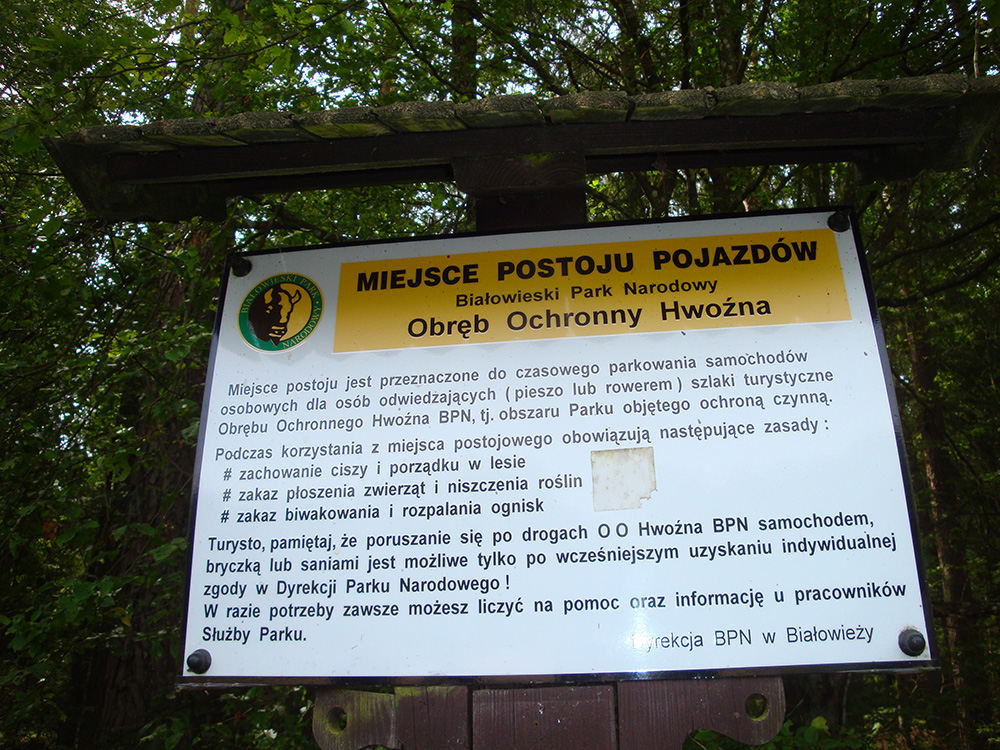 BIAŁOWIESKI PARK NARODOWY
MIEJSCE POSTOJU POJAZDÓW
Białowieski Park Narodowy
Obręb Ochronny Hwoźna
Miejsce postoju jest przeznaczone do czasowego parkowania samochodów
osobowych dla osób odwiedzających ( pieszo lub rowerem ) szlaki turystyczne
Obrębu Ochronnego Hwoźna BPN, tj. obszaru Parku objętego ochroną czynną.
Podczas korzystania z miejsca postojowego obowiązują następujące zasady :
# zachowanie ciszy i porządku w lesie
# zakaz płoszenia zwierząt i niszczenia roślin
# zakaz biwakowania i rozpalania ognisk
Turysto, pamiętaj, że poruszanie się po drogach O O Hwoźna BPN samochodem,
bryczką lub saniami jest możliwe tylko po wcześniejszym uzyskaniu indywidualnej
zgody w Dyrekcji Parku Narodowego !
W razie potrzeby zawsze możesz liczyć na pomoc oraz informację u pracowników
Służby Parku.
Dyrekcja BPN w Białowieży